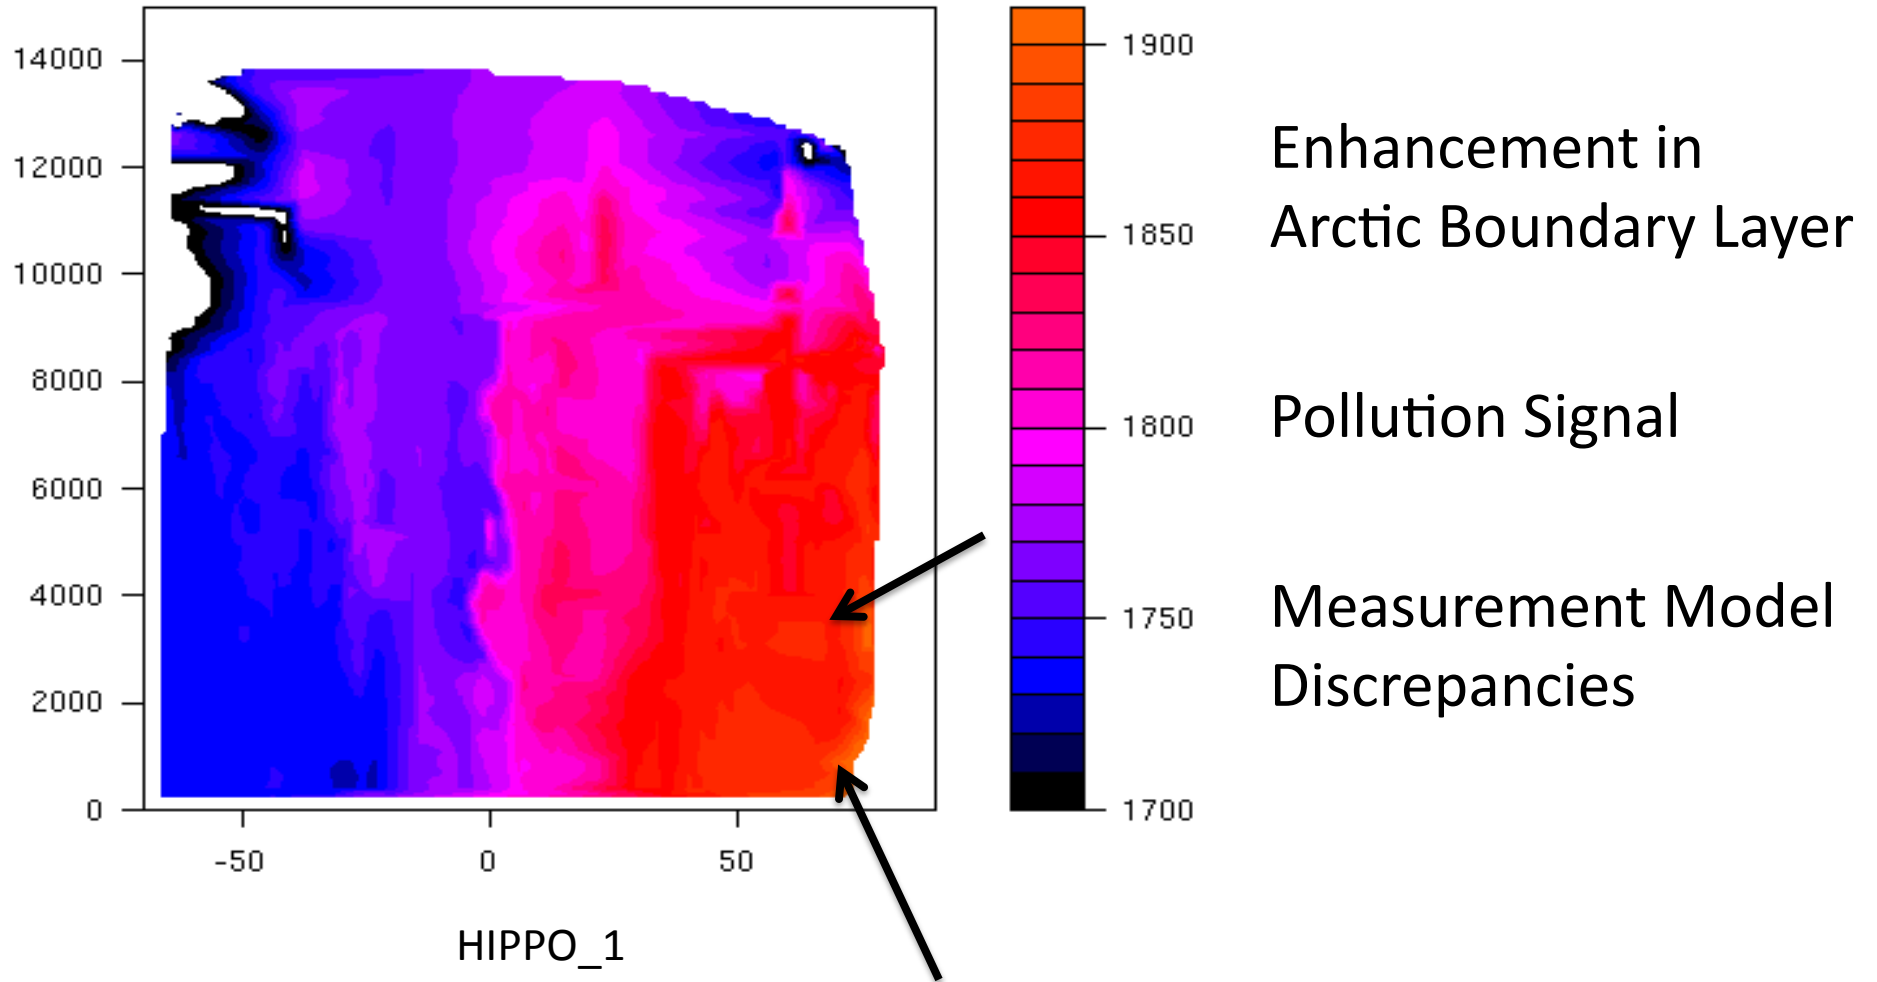 14000
12000
10000
8000
6000
4000
2000
0
-50
0
50
HIPPO_1
1900
1850
1800
1750
1700
Enhancement in
Arctic Boundary Layer
Pollution Signal
Measurement Model
Discrepancies